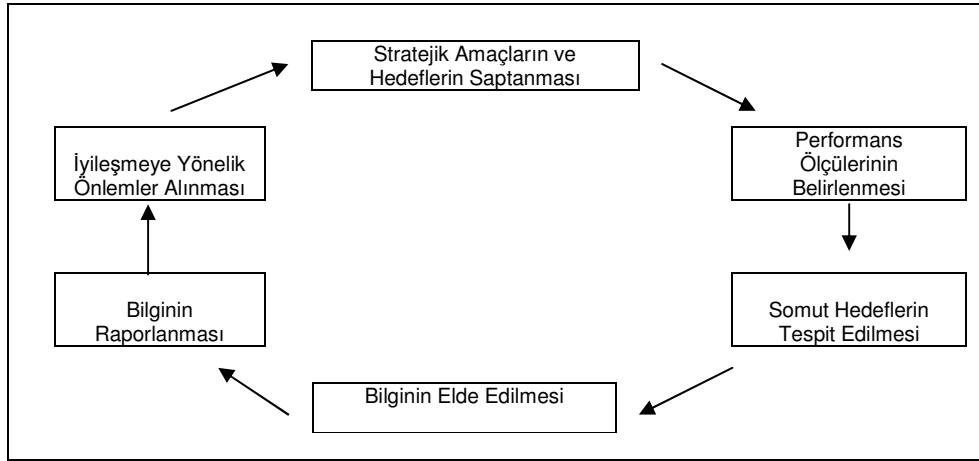 Stratejik Amaçların ve
Hedeflerin Saptanması
Performans
Ölçülerinin
Belirlenmesi
Somut Hedeflerin
Tespit Edilmesi
Bilginin Elde Edilmesi
Bilginin
Raporlanması
İyileşmeye Yönelik
Önlemler Alınması